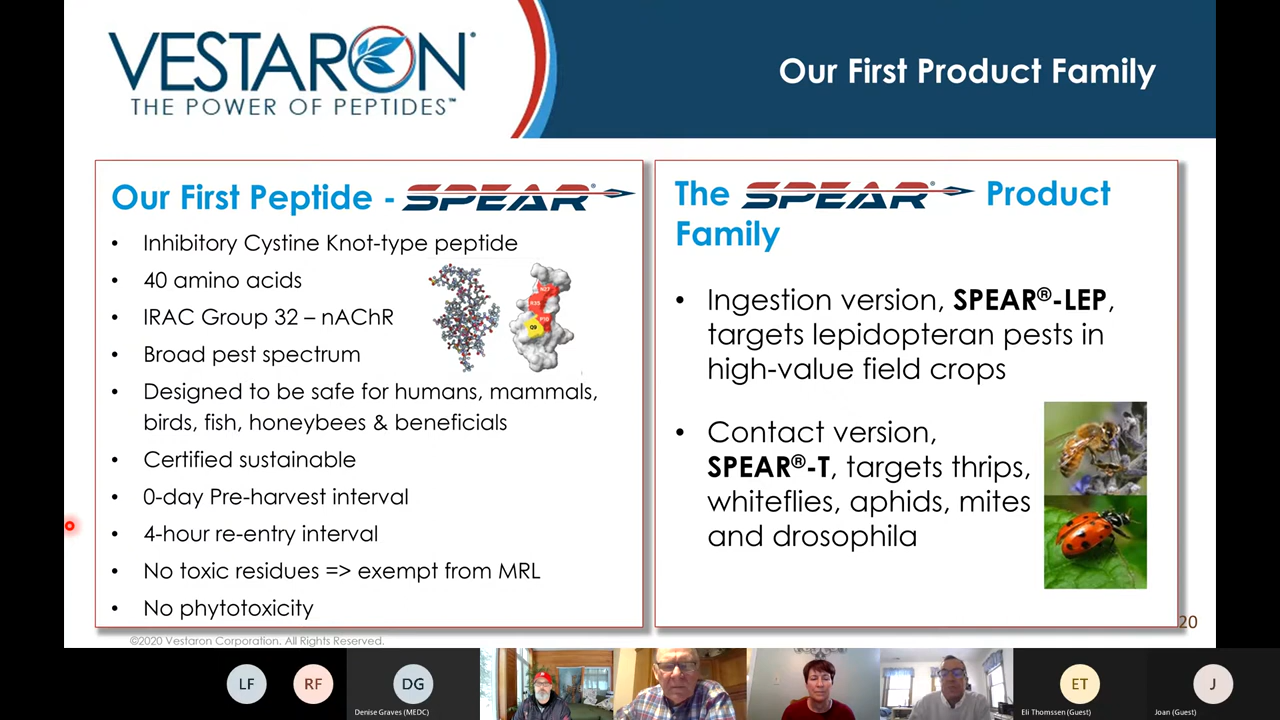 VESTARON®
THE POWER OF PEPTIDES™
Our First Product Family
Our First Peptide - SPEAR®
• Inhibitory Cystine Knot-type peptide
• 40 amino acids
• IRAC Group 32 – nAChR
• Broad pest spectrum
• Designed to be safe for humans, mammals,
birds, fish, honeybees & beneficials
• Certified sustainable
• 0-day Pre-harvest interval
• 4-hour re-entry interval
• No toxic residues => exempt from MRL
• No phytotoxicity
The SPEAR® Product
Family
• Ingestion version, SPEAR®-LEP,
targets lepidopteran pests in
high-value field crops
• Contact version,
SPEAR®-T, targets thrips,
whiteflies, aphids, mites
and drosophila
20
©2020 Vestaron Corporation. All Rights Reserved.
LF
RF
DG
Denise Graves (MEDC)
ET
Eli Thomssen (Guest)
J
Joan (Guest)